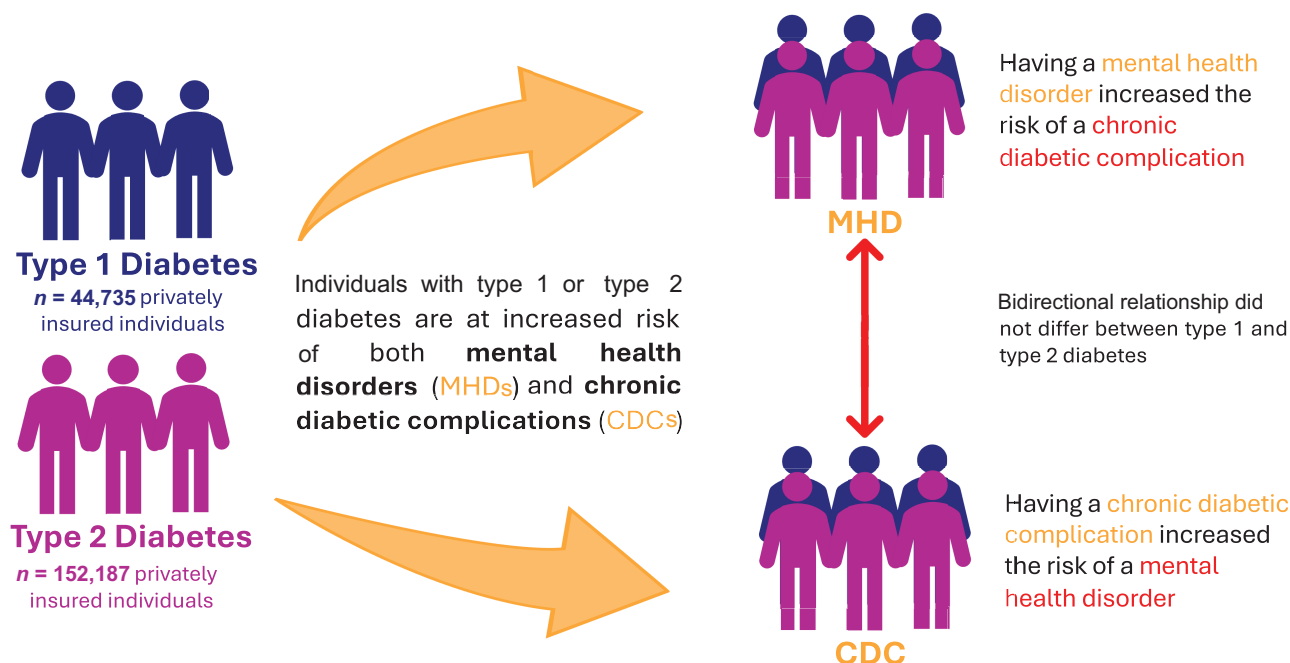 Type 1 Diabetes
n = 44,735 privately
insured individuals
Type 2 Diabetes
n = 152,187 privately
insured individuals
Individuals with type 1 or type 2
diabetes are at increased risk
of both mental health
disorders (MHDs) and chronic
diabetic complications (CDCs)
MHD
Having a mental health
disorder increased the
risk of a chronic
diabetic complication
Bidirectional relationship did
not differ between type 1 and
type 2 diabetes
CDC
Having a chronic diabetic
complication increased
the risk of a mental
health disorder